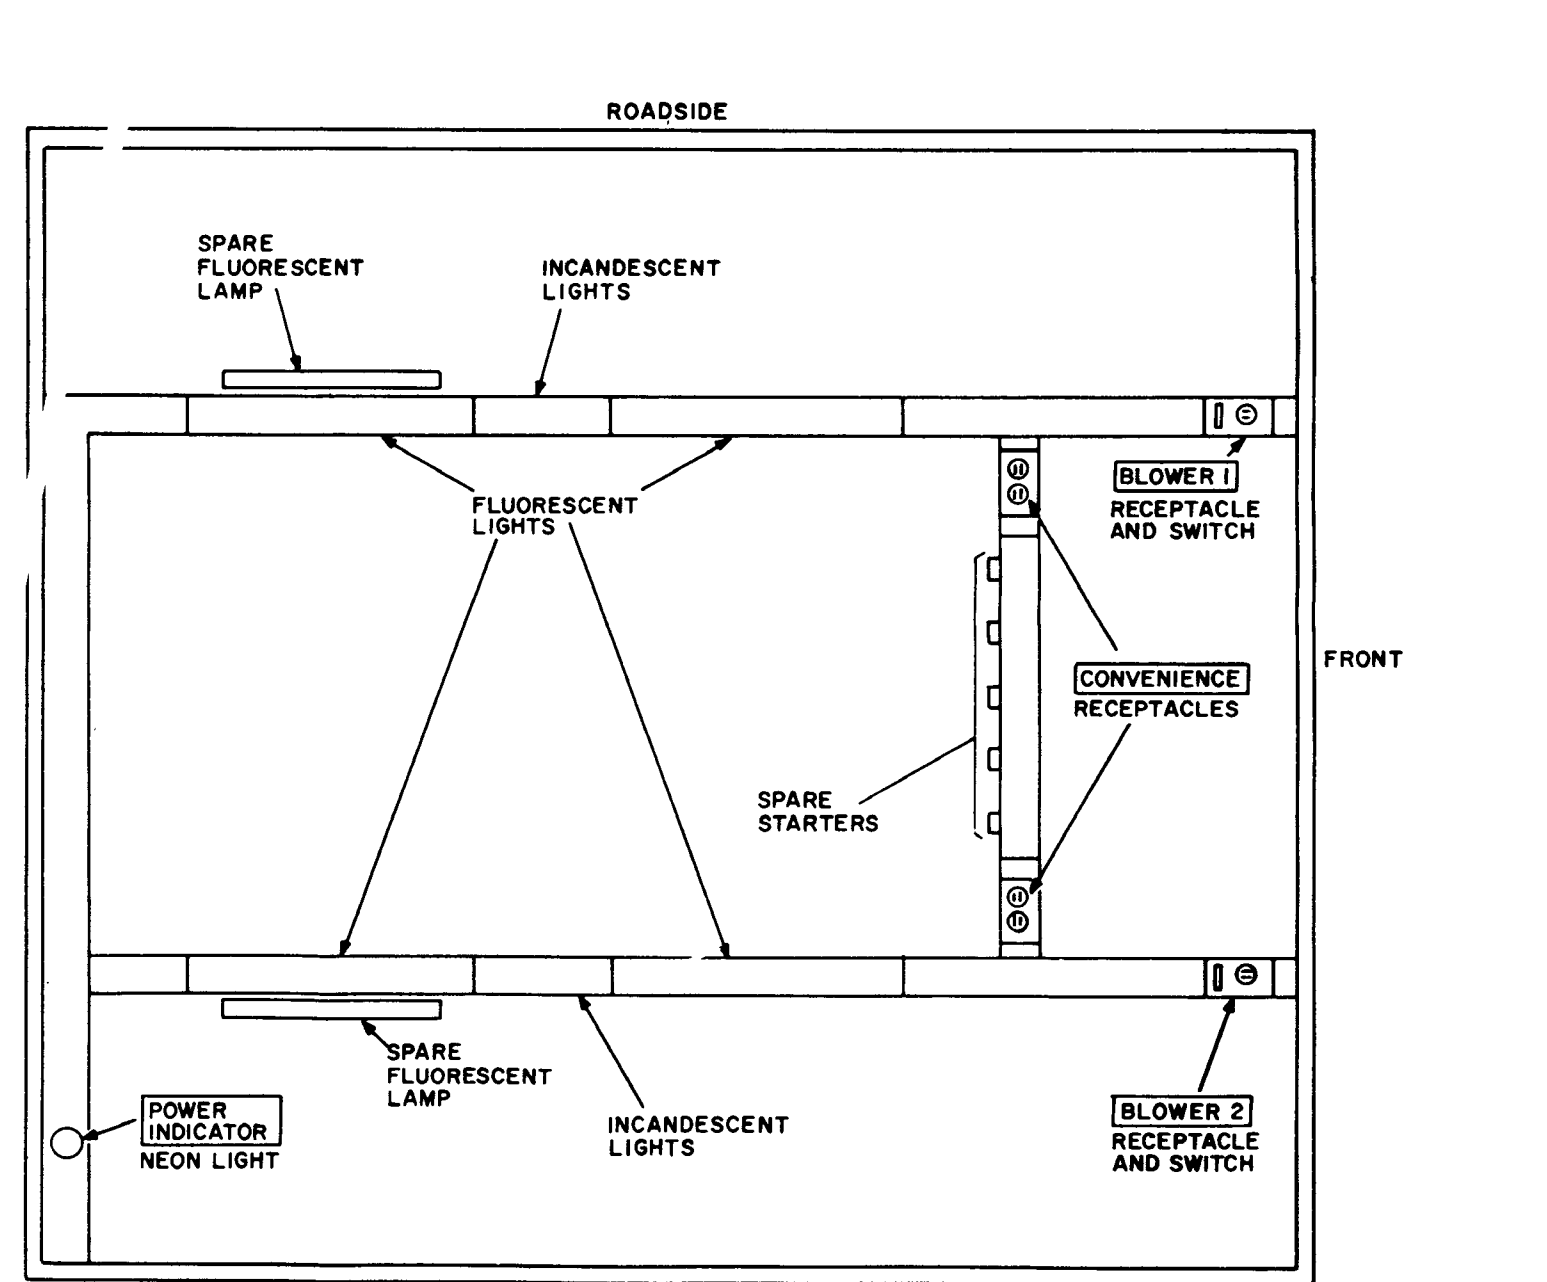 ROADSIDE
SPARE
FLUORESCENT
LAMP
INCANDESCENT
LIGHTS
FLUORESCENT
LIGHTS
BLOWER 1
RECEPTACLE
AND SWITCH
FRONT
CONVENIENCE
RECEPTACLES
SPARE
STARTERS
SPARE
FLUORESCENT
LAMP
POWER
INDICATOR
NEON LIGHT
INCANDESCENT
LIGHTS
BLOWER 2
RECEPTACLE
AND SWITCH